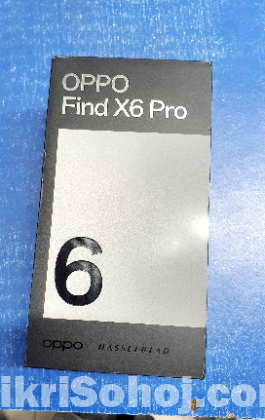 OPPO
Find X6 Pro
6
oppo HASSELBLAD
ikriSohoj.com